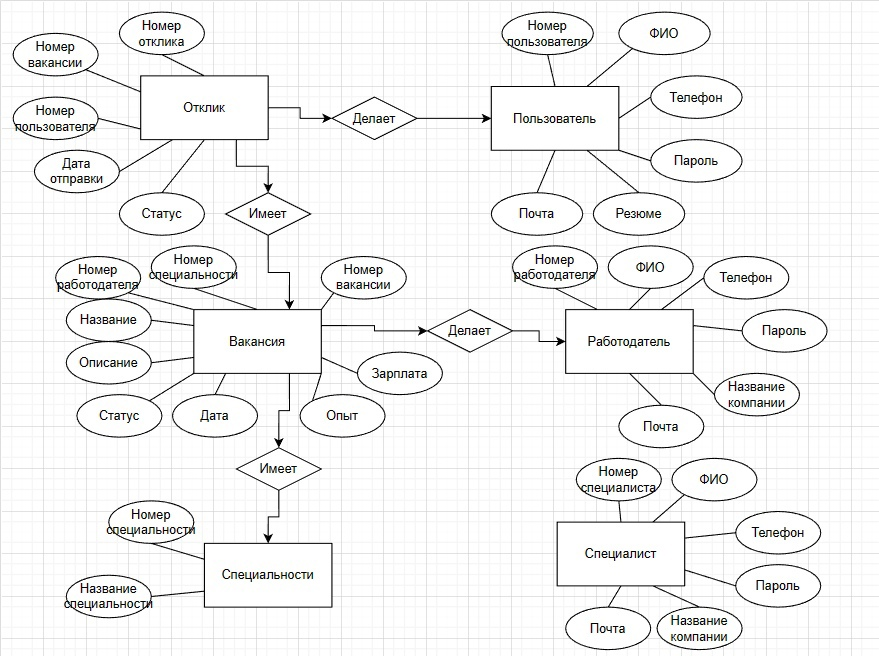 Номер
отклика
Номер
вакансии
Отклик
Номер
пользователя
Дата
отправки
Статус
Делает
Номер
пользователя
ФИО
Телефон
Пользователь
Пароль
Почта
Резюме
Имеет
Номер
работодателя
Номер
специальности
Номер
вакансии
Название
Вакансия
Описание
Зарплата
Статус
Дата
Опыт
Делает
Номер
работодателя
ФИО
Телефон
Пароль
Работодатель
Название
компании
Почта
Имеет
Номер
специальности
Специальности
Название
специальности
Номер
специалиста
ФИО
Телефон
Специалист
Пароль
Почта
Название
компании